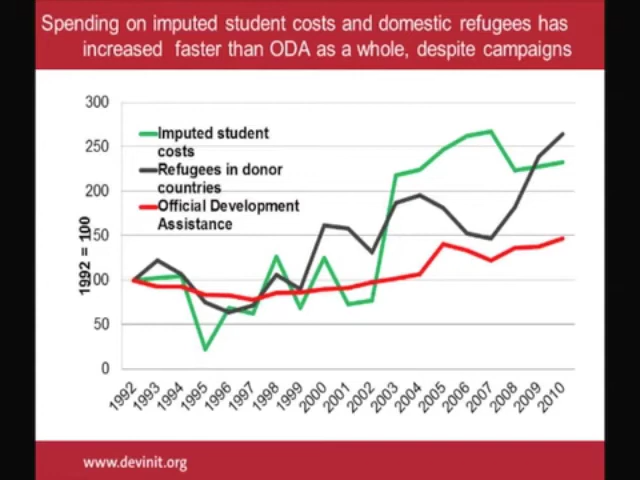 Spending on imputed student costs and domestic refugees has
increased faster than ODA as a whole, despite campaigns
300
250
200
150
100
50
0
1992 = 100
Imputed student
costs
Refugees in donor
countries
Official Development
Assistance
1992 1993 1994 1995 1996 1997 1998 1999 2000 2001 2002 2003 2004 2005 2006 2007 2008 2009 2010
www.devinit.org